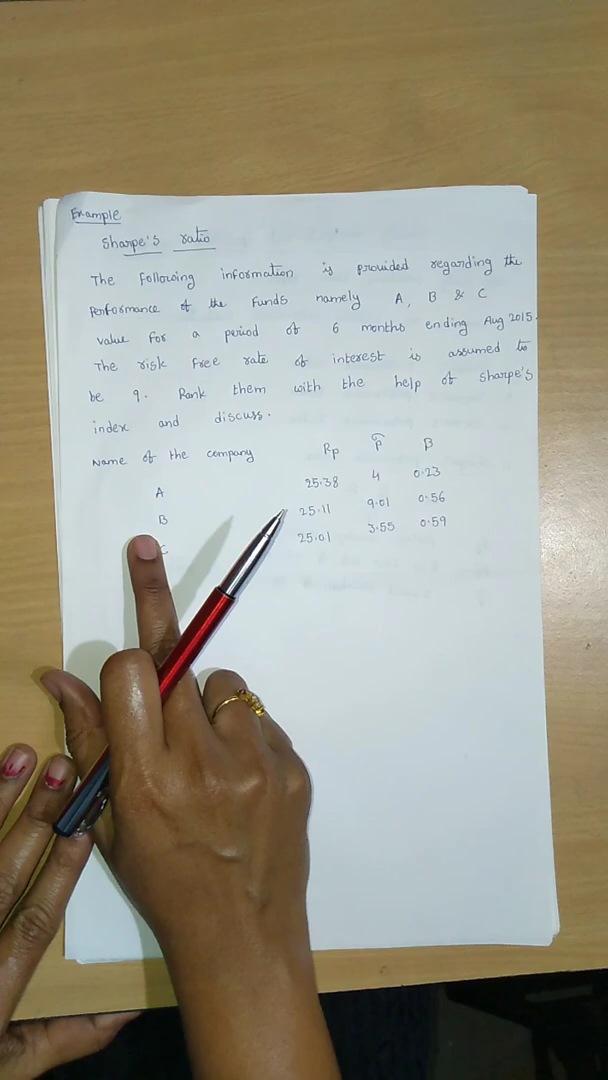 Example
Sharpe's ratio
The following information is provided regarding the
Performance of the Funds namely A, B & C
value for a period of 6 months ending Aug 2015.
The risk free rate of interest is assumed to
be 9. Rank them with the help of Sharpe's
index and discuss.
Name of the company Rp σp β
A 25.38 4 0.23
B 25.11 9.01 0.56
C 25.01 3.55 0.59